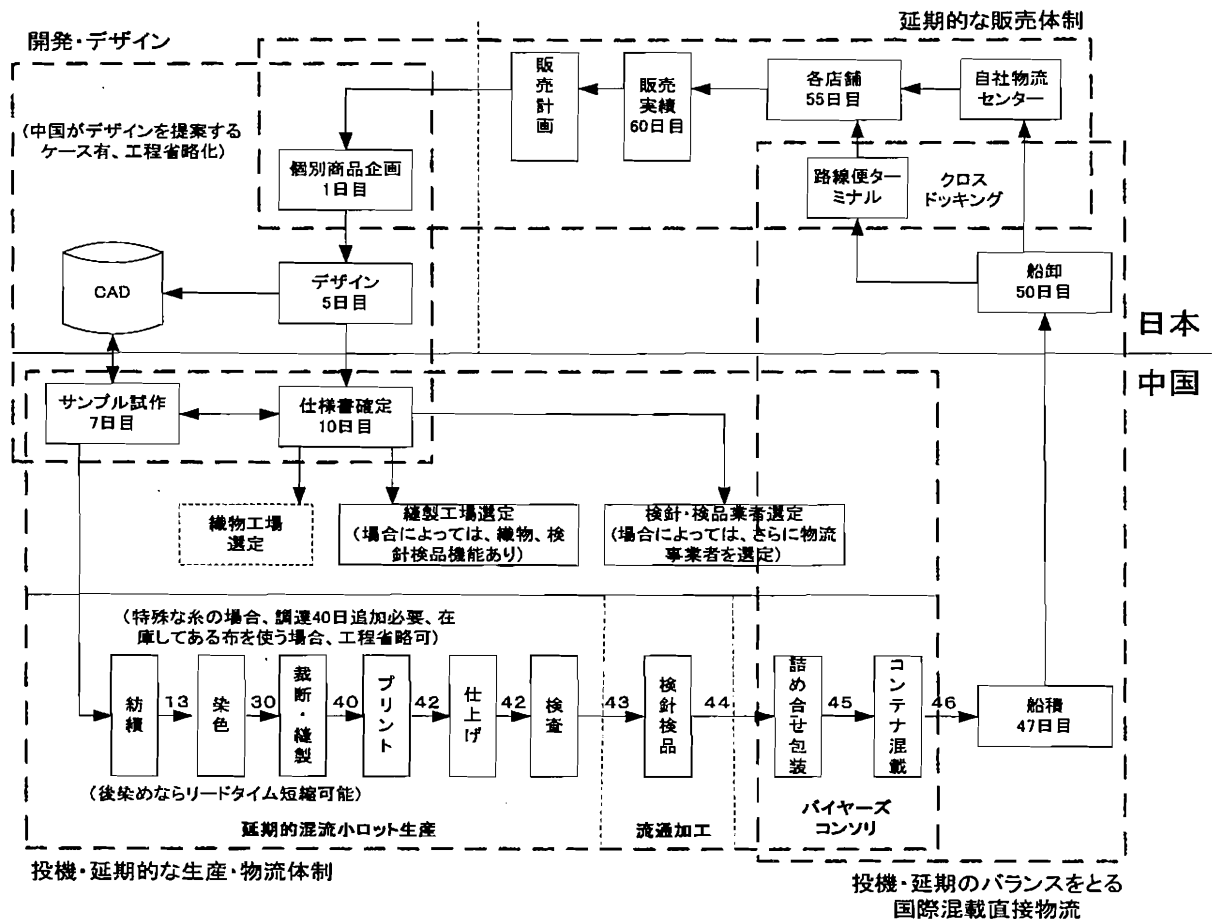 延期的な販売体制
開発・デザイン
販売計画
販売
実績
60日目
各店舗
55日目
自社物流
センター
(中国がデザインを提案する
ケース有、工程省略化)
個別商品企画
1日目
路線便ター
ミナル
クロス
ドッキング
CAD
デザイン
5日目
船卸
50日目
日本
中国
サンプル試作
7日目
仕様書確定
10日目
織物工場
選定
縫製工場選定
(場合によっては、織物、検
針検品機能あり)
検針・検品業者選定
(場合によっては、さらに物流
事業者を選定)
(特殊な糸の場合、調達40日追加必要、在
庫してある布を使う場合、工程省略可)
紡績
13
染色
30
裁断・縫製
40
プリント
42
仕上げ
42
検査
43
検針検品
44
詰め合せ包装
45
コンテナ混載
46
船積
47日目
(後染めならリードタイム短縮可能)
延期的混流小ロット生産
流通加工
バイヤーズ
コンソリ
投機・延期的な生産・物流体制
投機・延期のバランスをとる
国際混載直接物流